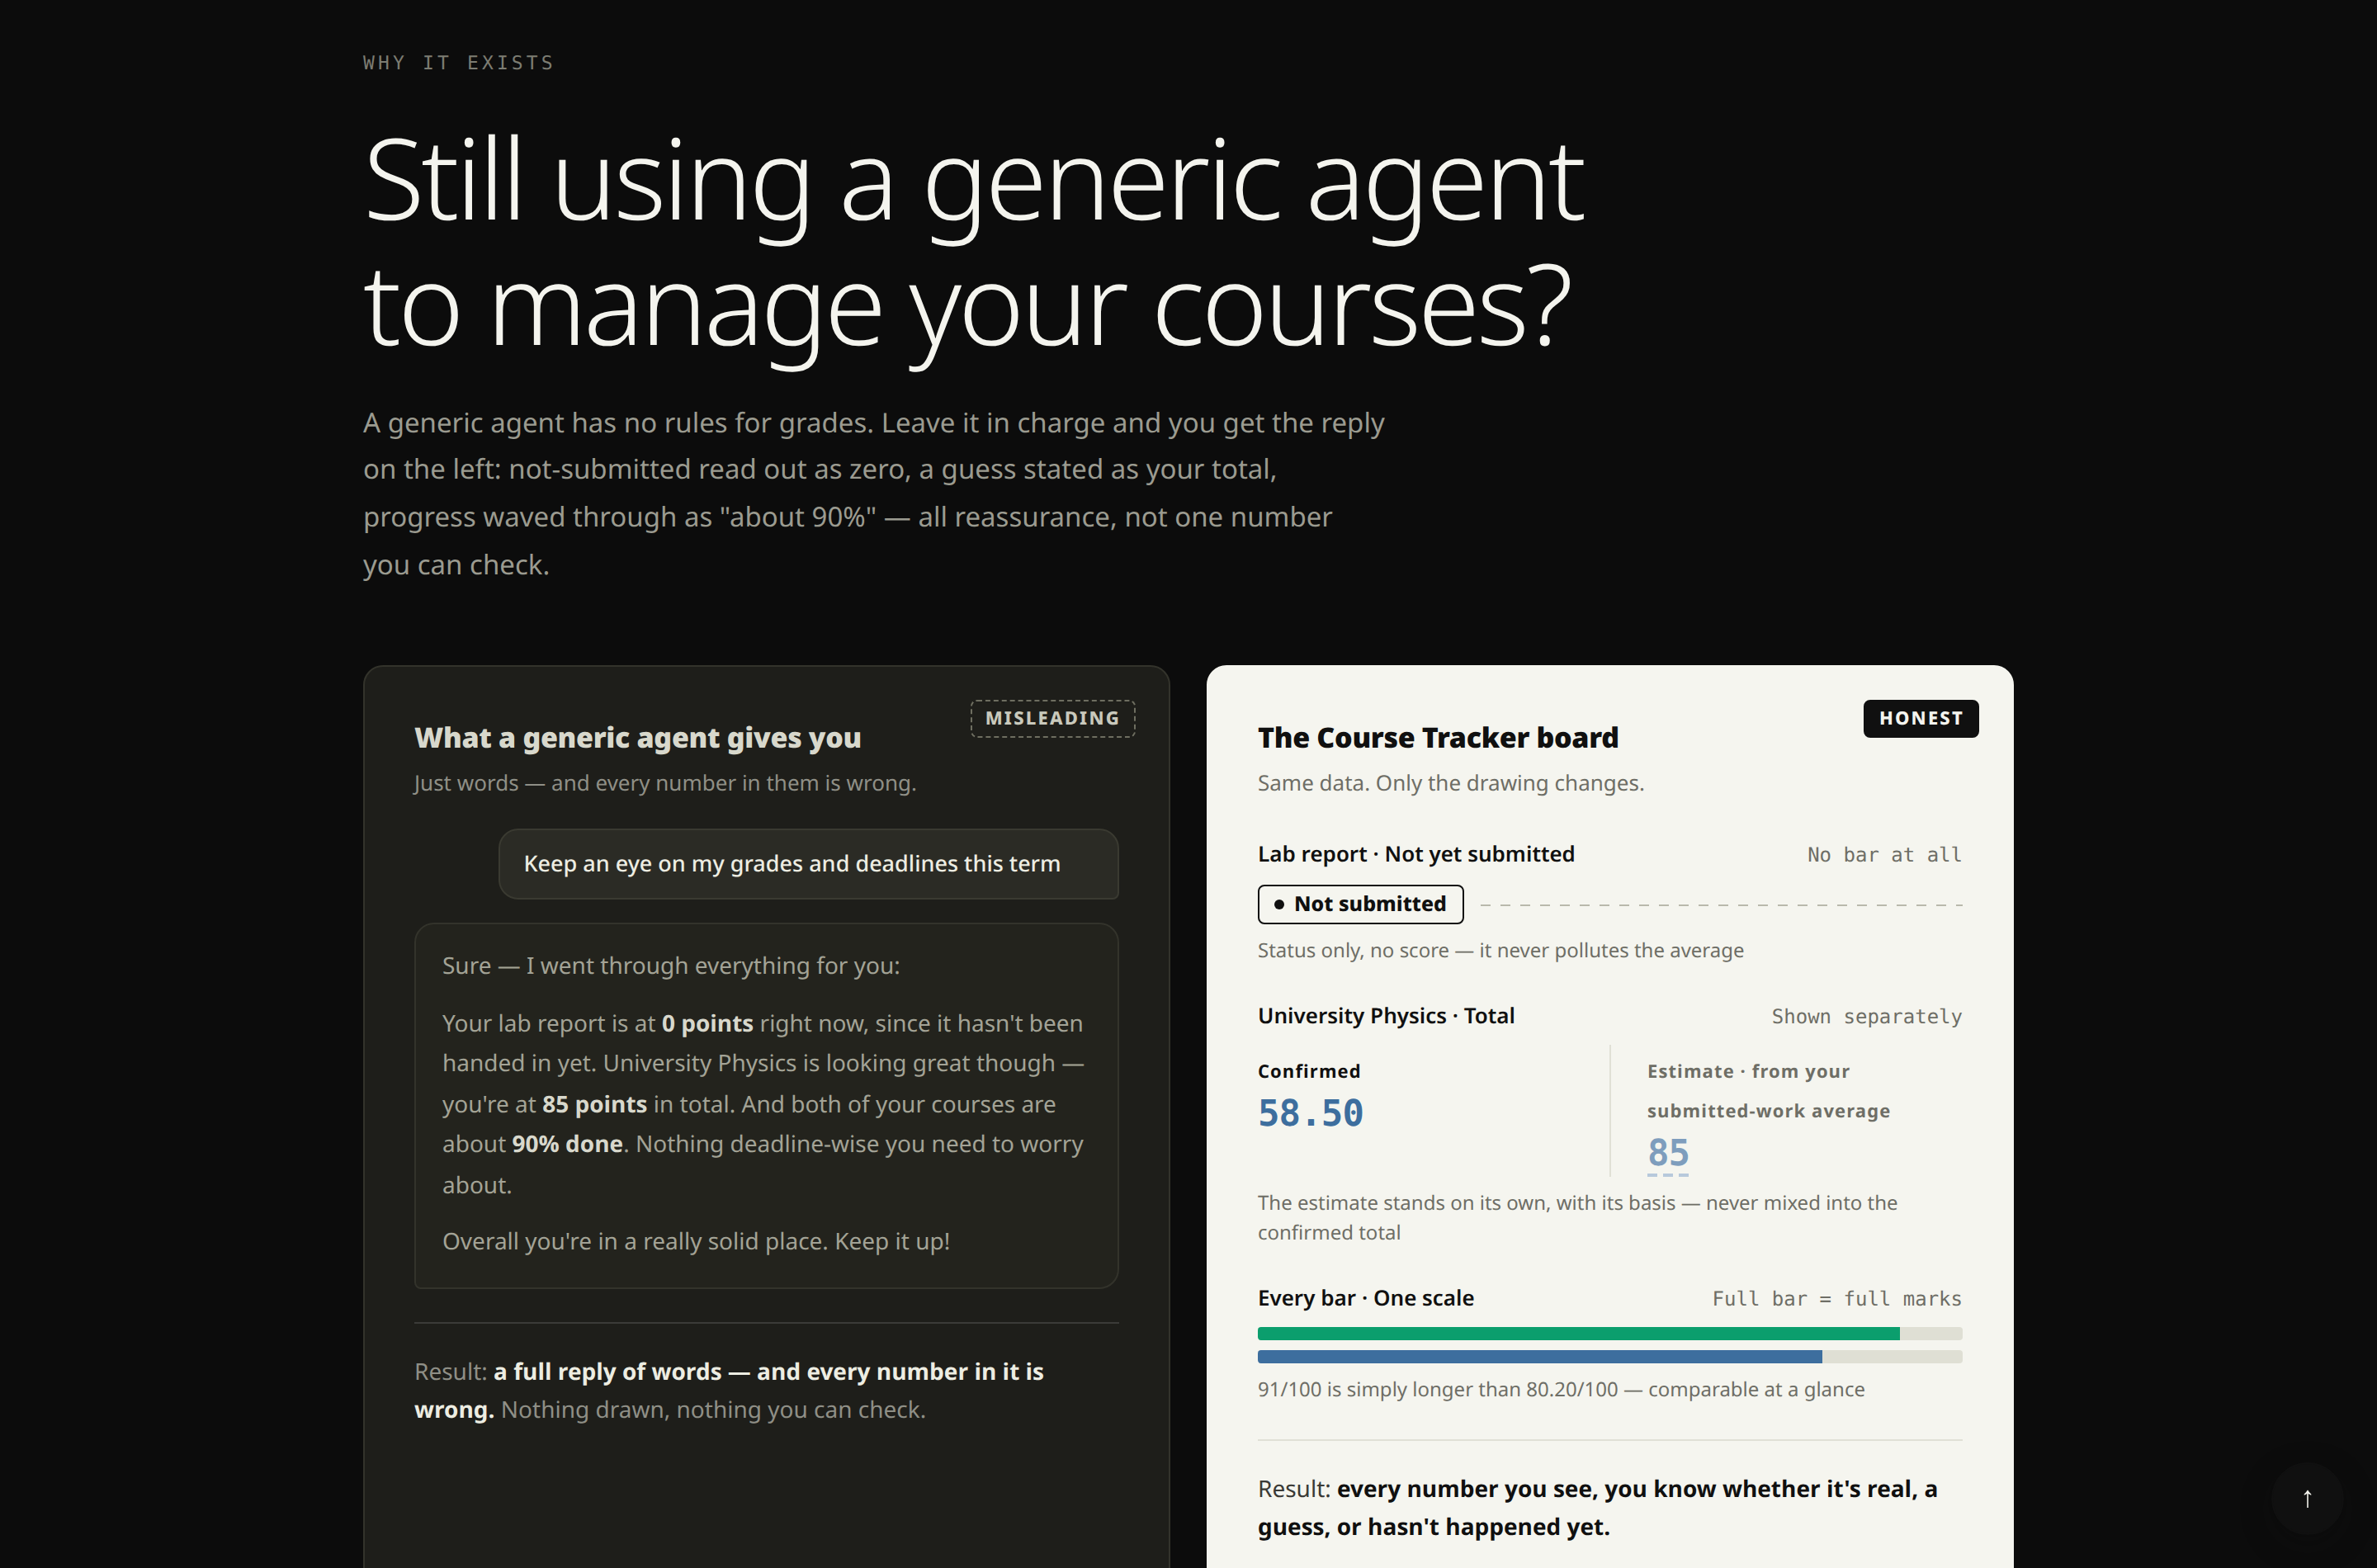 WHY IT EXISTS
Still using a generic agent
to manage your courses?
A generic agent has no rules for grades. Leave it in charge and you get the reply
on the left: not-submitted read out as zero, a guess stated as your total,
progress waved through as "about 90%" — all reassurance, not one number
you can check.
MISLEADING
What a generic agent gives you
Just words — and every number in them is wrong.
Keep an eye on my grades and deadlines this term
Sure — I went through everything for you:
Your lab report is at 0 points right now, since it hasn't been
handed in yet. University Physics is looking great though —
you're at 85 points in total. And both of your courses are
about 90% done. Nothing deadline-wise you need to worry
about.
Overall you're in a really solid place. Keep it up!
Result: a full reply of words — and every number in it is
wrong. Nothing drawn, nothing you can check.
HONEST
The Course Tracker board
Same data. Only the drawing changes.
Lab report · Not yet submitted
No bar at all
Not submitted
Status only, no score — it never pollutes the average
University Physics · Total
Shown separately
Confirmed
58.50
Estimate · from your
submitted-work average
85
The estimate stands on its own, with its basis — never mixed into the
confirmed total
Every bar · One scale
Full bar = full marks
91/100 is simply longer than 80.20/100 — comparable at a glance
Result: every number you see, you know whether it's real, a
guess, or hasn't happened yet.
↑